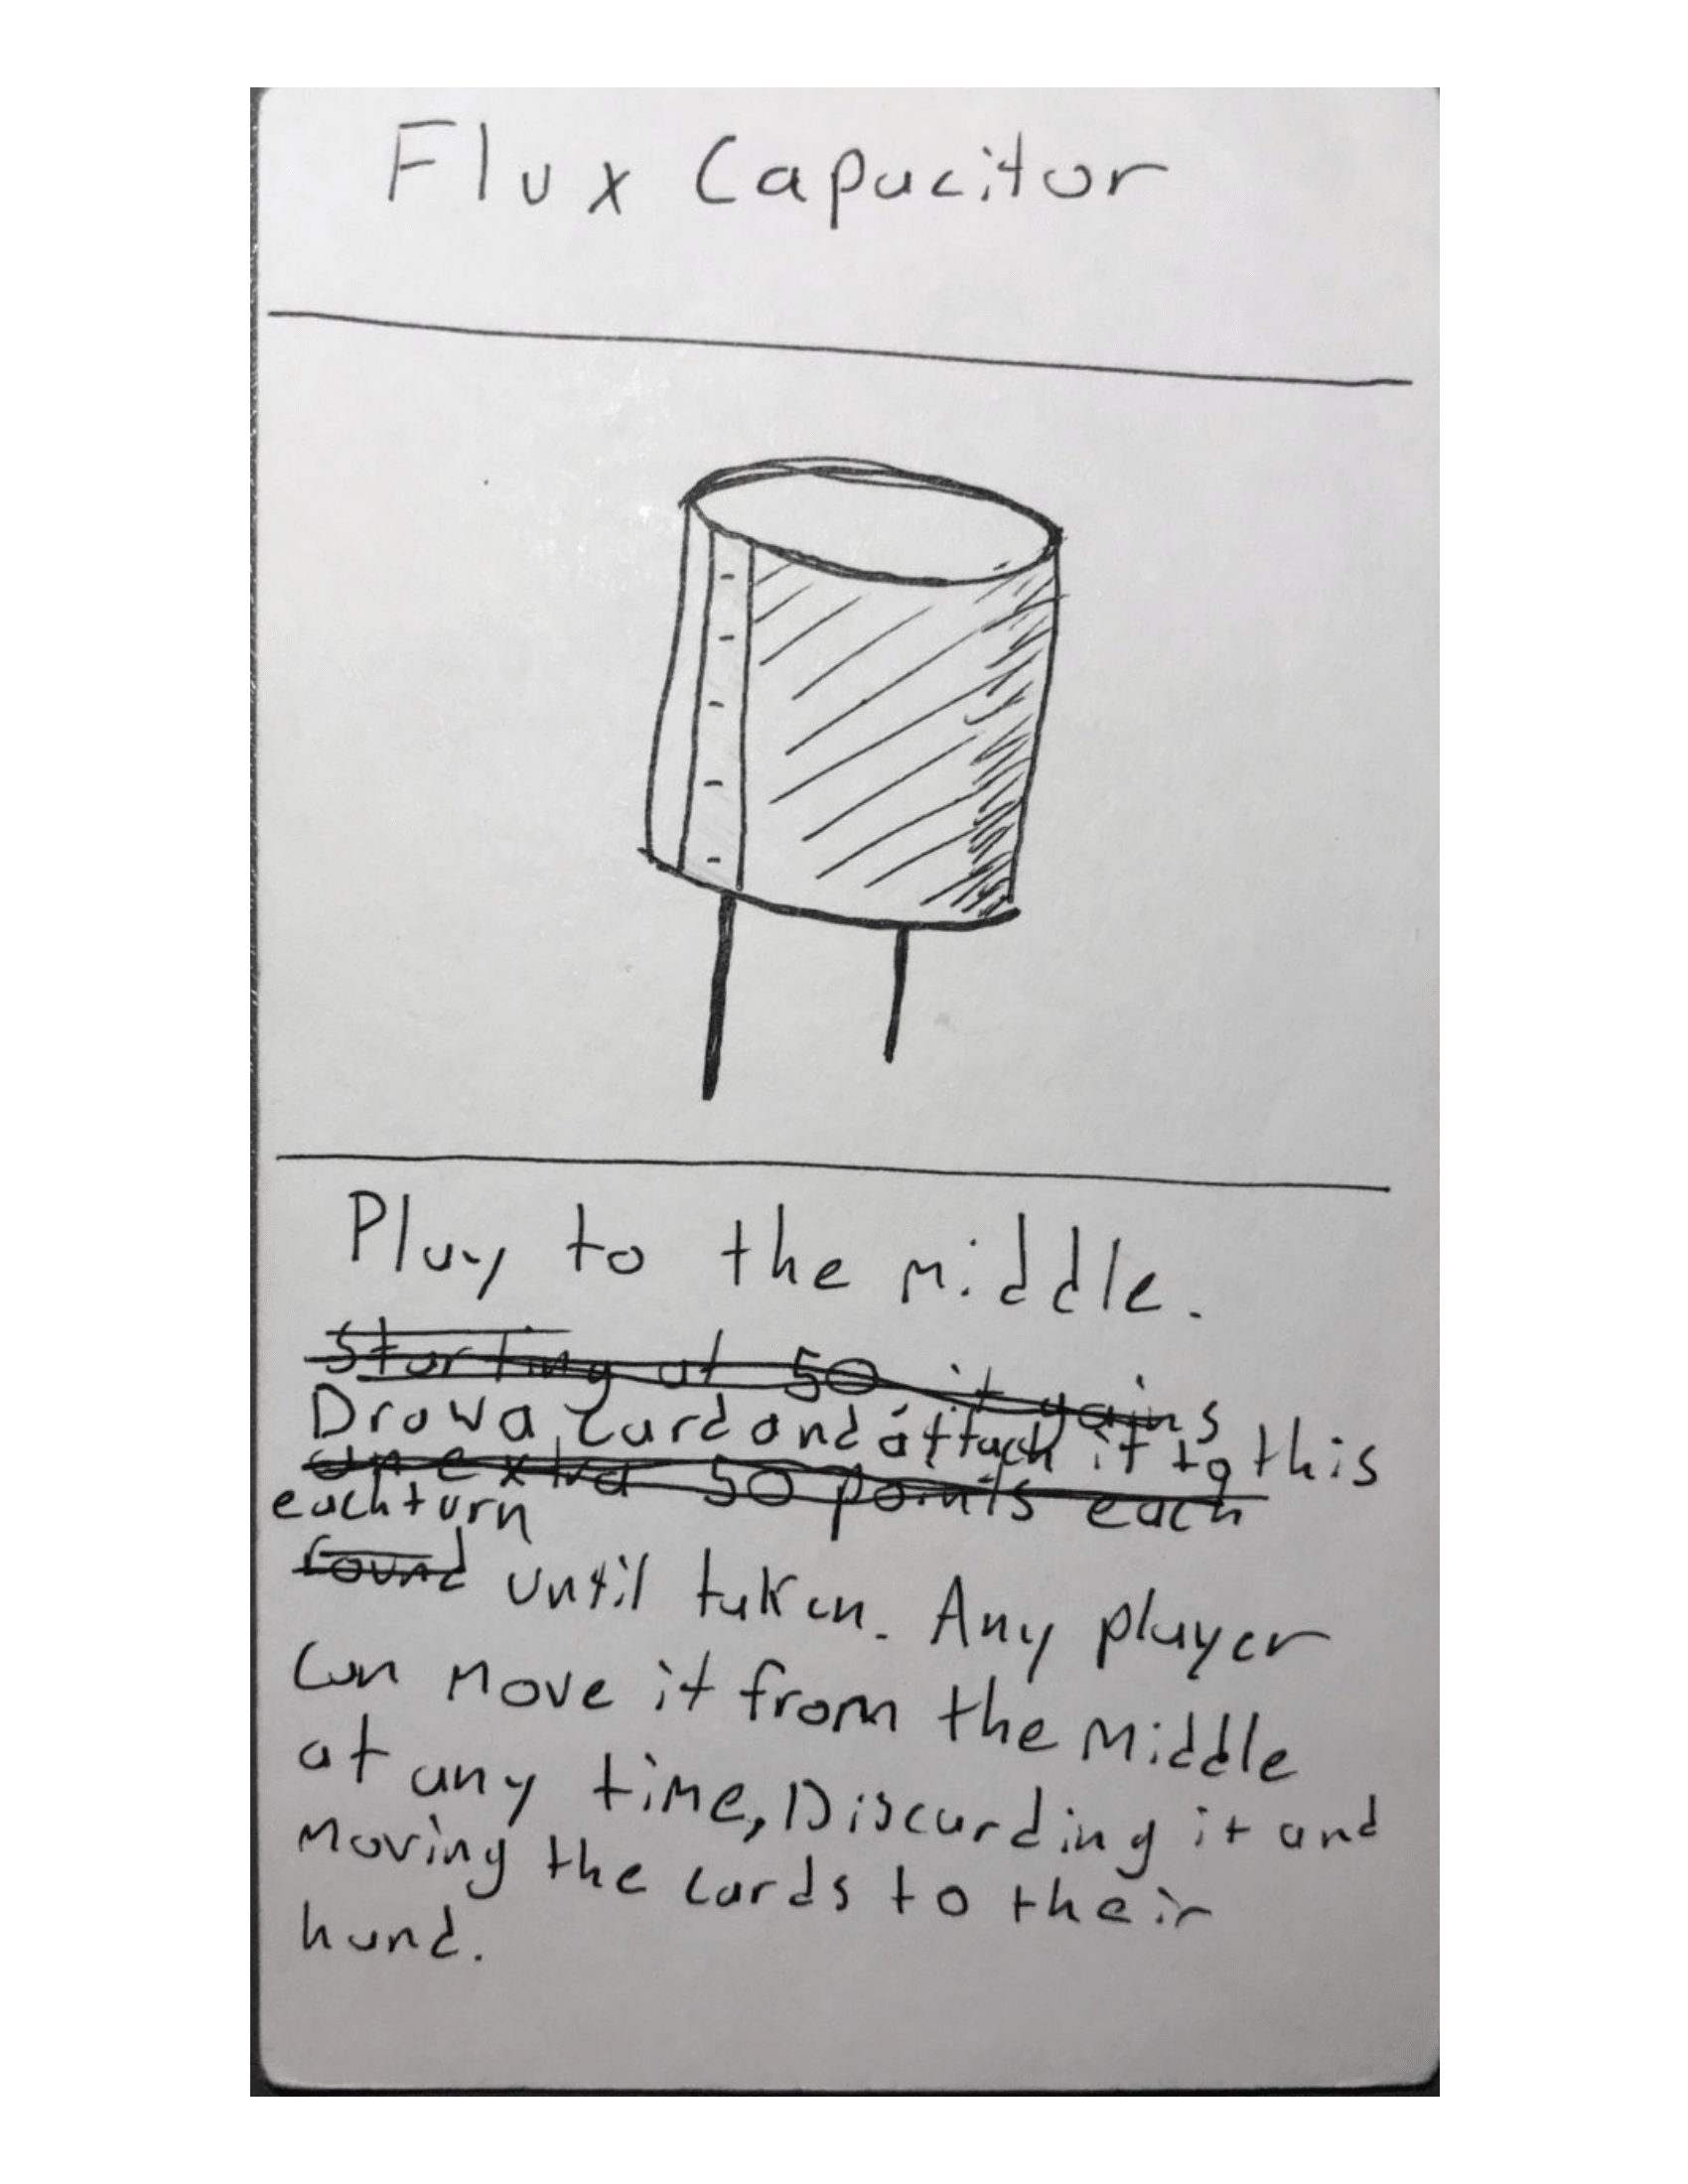 Flux Capacitor
Play to the middle.
Starting at 50 it gains
Draw a card and attach it to this
an extra 50 points each
each turn
round until taken. Any player
can move it from the middle
at any time, Discarding it and
moving the cards to their
hand.